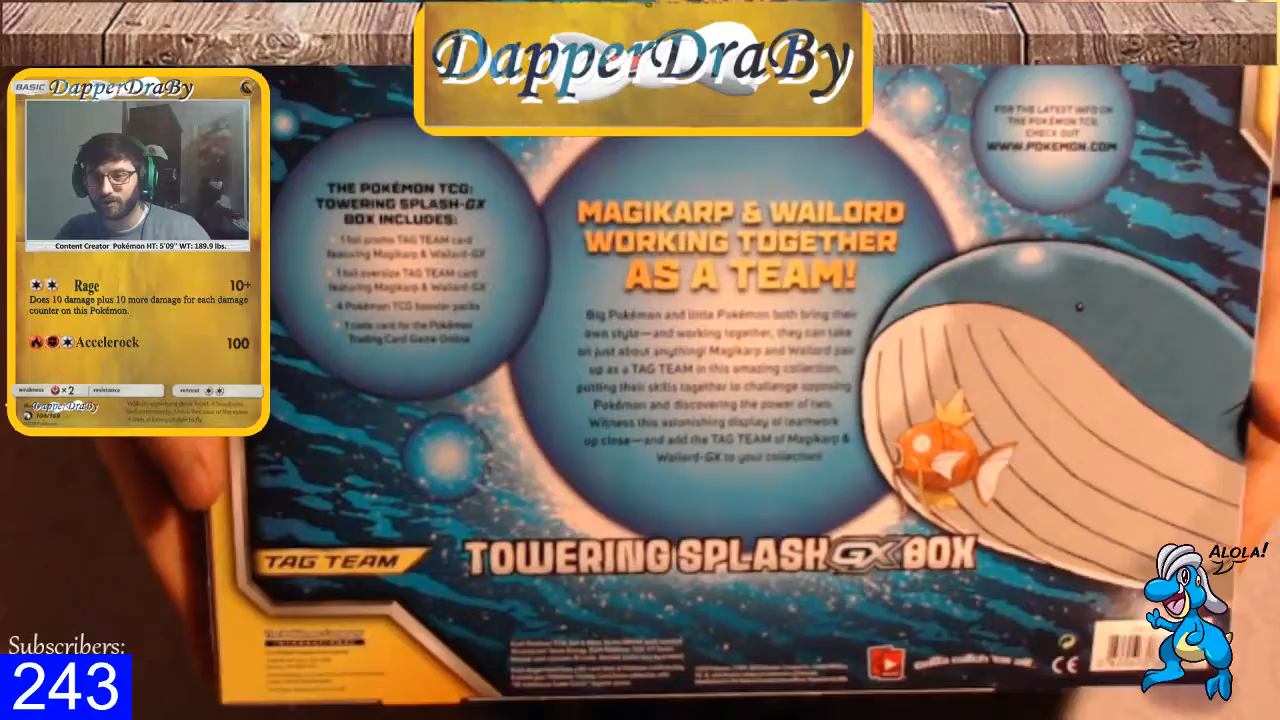 DapperDraBy
BASIC DapperDraBy
Content Creator Pokémon HT: 5'09" WT: 189.9 lbs.
Rage 10+
Does 10 damage plus 10 more damage for each damage
counter on this Pokémon.
Accelerock 100
weakness ×2 resistance retreat
DapperDraBy
104/168
THE POKÉMON TCG:
TOWERING SPLASH-GX
BOX INCLUDES:
1 foil promo TAG TEAM card
featuring Magikarp & Wailord-GX
1 foil oversize TAG TEAM card
featuring Magikarp & Wailord-GX
4 Pokémon TCG booster packs
1 code card for the Pokémon
Trading Card Game Online
MAGIKARP & WAILORD
WORKING TOGETHER
AS A TEAM!
Big Pokémon and little Pokémon both bring their
own style—and working together, they can take
on just about anything! Magikarp and Wailord pair
up as a TAG TEAM in this amazing collection,
putting their skills together to challenge opposing
Pokémon and discovering the power of two.
Witness this astonishing display of teamwork
up close—and add the TAG TEAM of Magikarp &
Wailord-GX to your collection!
FOR THE LATEST INFO ON
THE POKÉMON TCG,
CHECK OUT
WWW.POKEMON.COM
TAG TEAM
TOWERING SPLASH GX BOX
CE
ALOLA!
Subscribers:
243